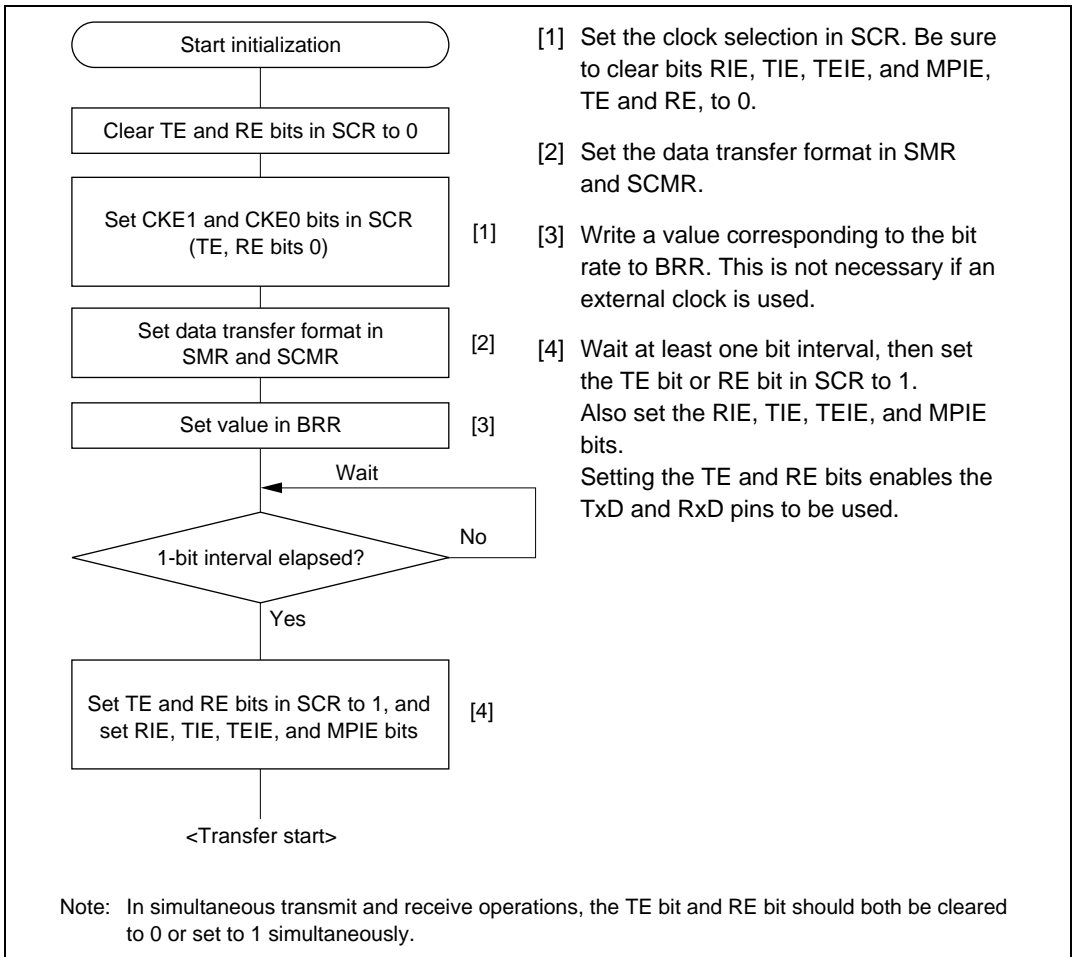 Start initialization
Clear TE and RE bits in SCR to 0
Set CKE1 and CKE0 bits in SCR
(TE, RE bits 0)
[1]
Set data transfer format in
SMR and SCMR
[2]
Set value in BRR
[3]
Wait
1-bit interval elapsed?
No
Yes
Set TE and RE bits in SCR to 1, and
set RIE, TIE, TEIE, and MPIE bits
[4]
<Transfer start>
[1] Set the clock selection in SCR. Be sure
to clear bits RIE, TIE, TEIE, and MPIE,
TE and RE, to 0.
[2] Set the data transfer format in SMR
and SCMR.
[3] Write a value corresponding to the bit
rate to BRR. This is not necessary if an
external clock is used.
[4] Wait at least one bit interval, then set
the TE bit or RE bit in SCR to 1.
Also set the RIE, TIE, TEIE, and MPIE
bits.
Setting the TE and RE bits enables the
TxD and RxD pins to be used.
Note: In simultaneous transmit and receive operations, the TE bit and RE bit should both be cleared
to 0 or set to 1 simultaneously.